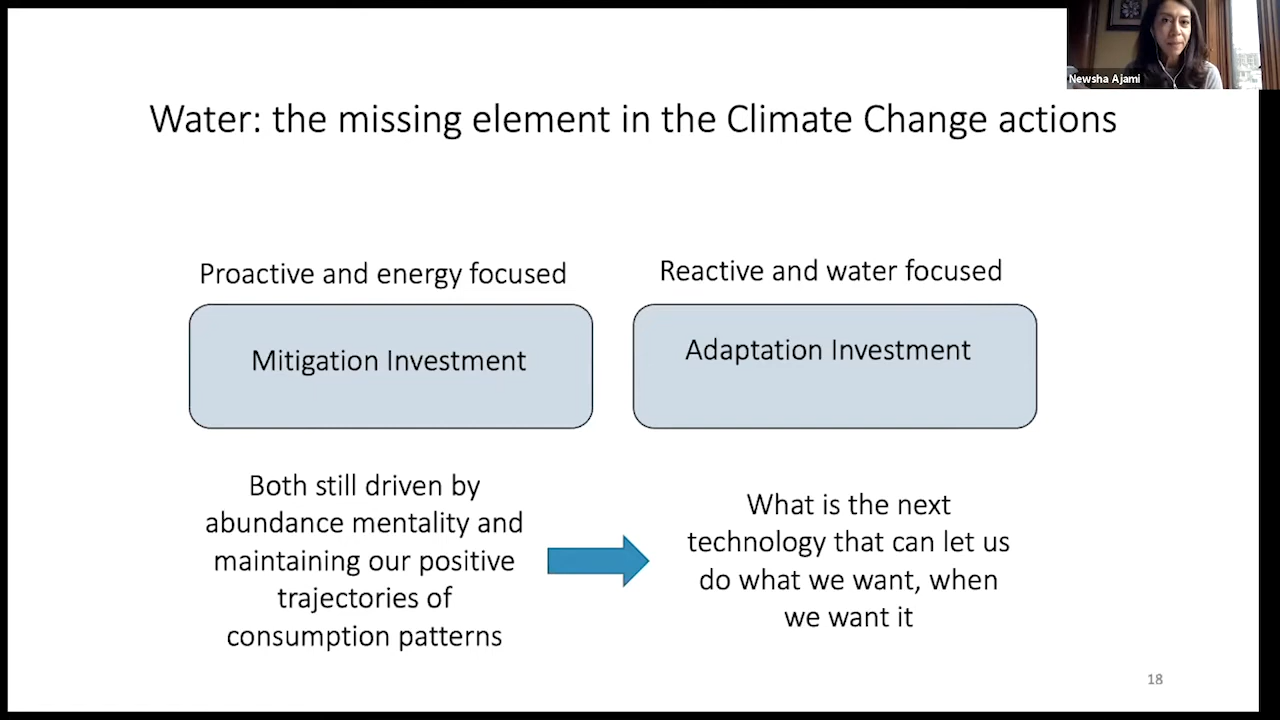 Newsha Ajami
Water: the missing element in the Climate Change actions
Proactive and energy focused
Reactive and water focused
Mitigation Investment
Adaptation Investment
Both still driven by
abundance mentality and
maintaining our positive
trajectories of
consumption patterns
What is the next
technology that can let us
do what we want, when
we want it
18